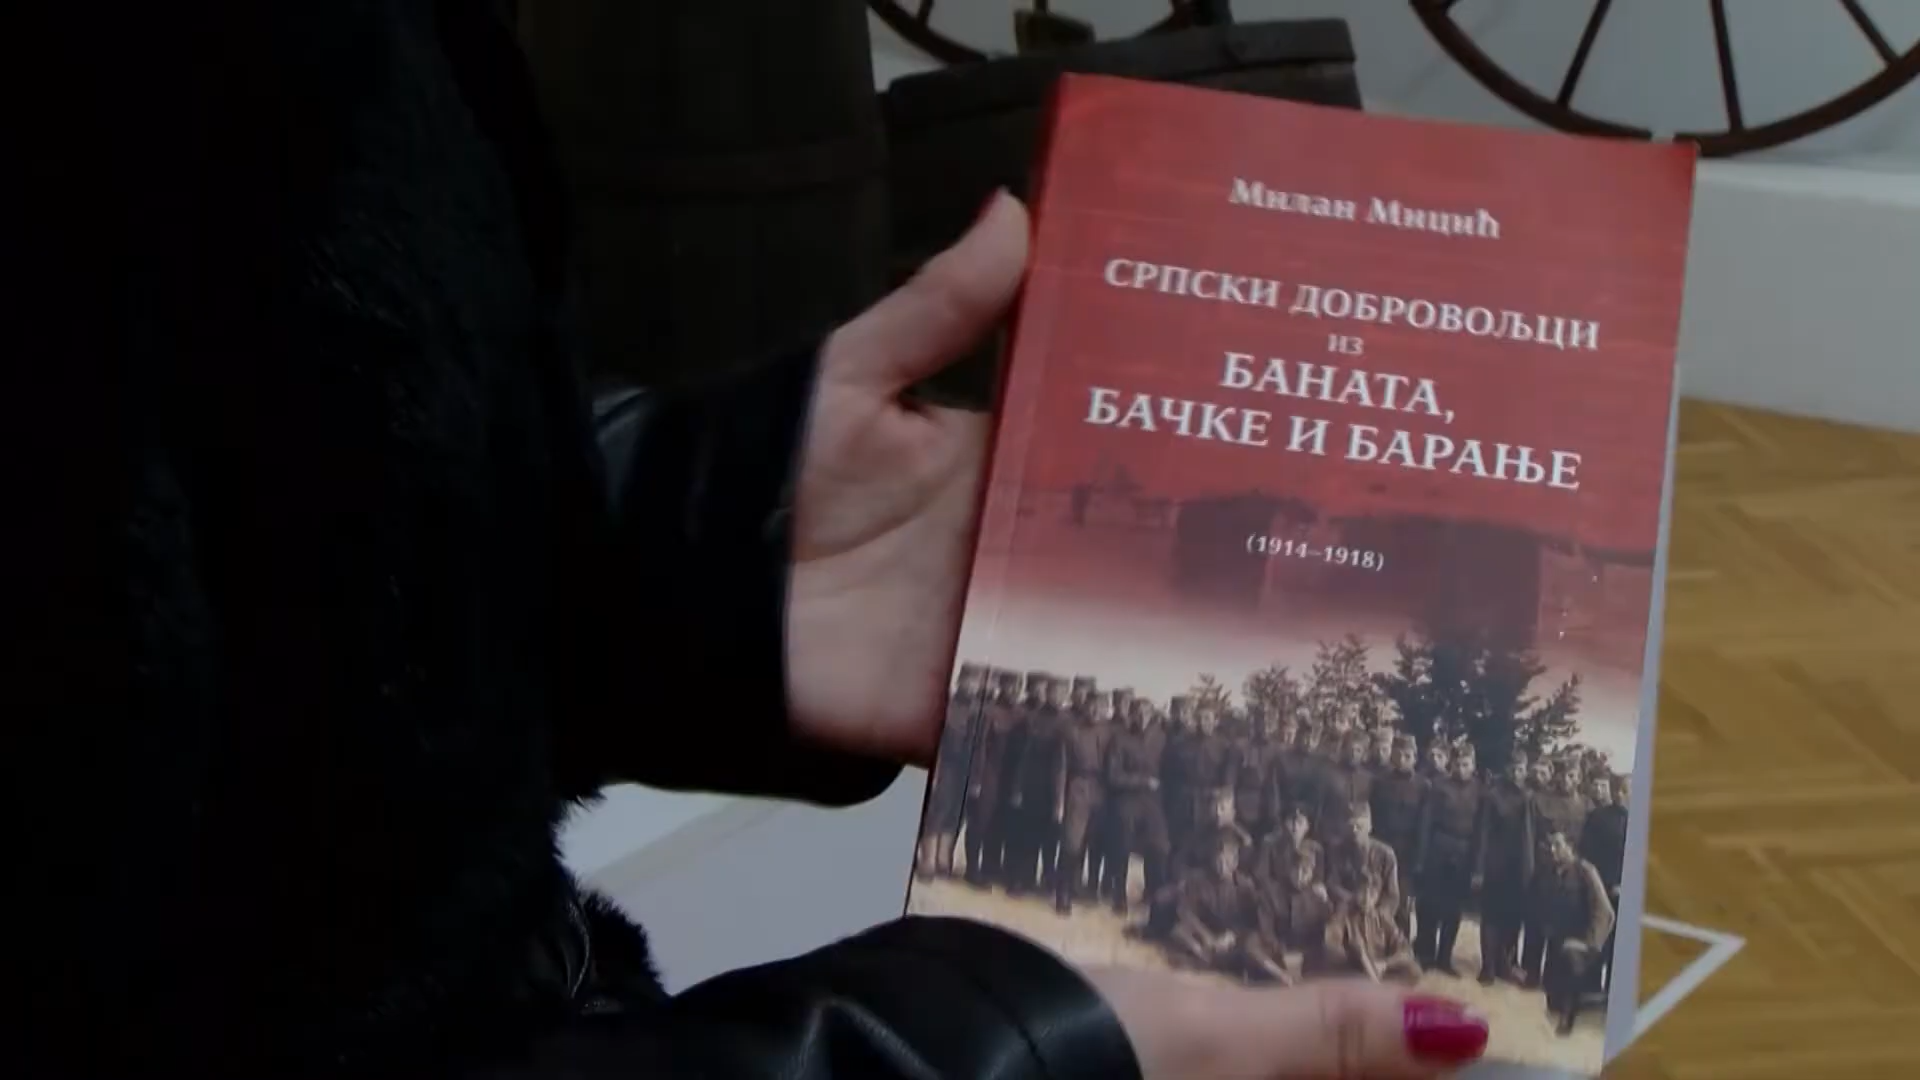 Милан Мицић
СРПСКИ ДОБРОВОЉЦИ
ИЗ
БАНАТА,
БАЧКЕ И БАРАЊЕ
(1914–1918)